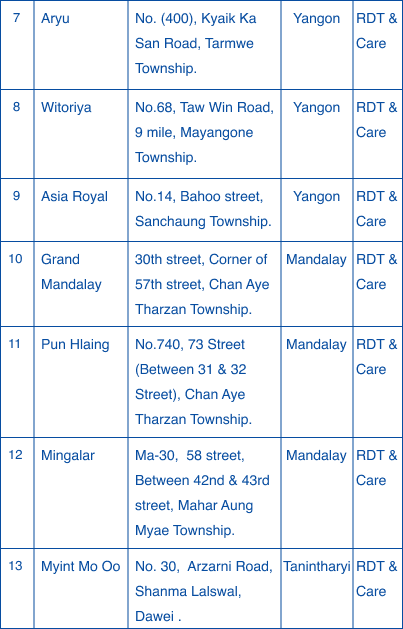 7 Aryu No. (400), Kyaik Ka Yangon RDT &
San Road, Tarmwe Care
Township.
8 Witoriya No.68, Taw Win Road, Yangon RDT &
9 mile, Mayangone Care
Township.
9 Asia Royal No.14, Bahoo street, Yangon RDT &
Sanchaung Township. Care
10 Grand 30th street, Corner of Mandalay RDT &
Mandalay 57th street, Chan Aye Care
Tharzan Township.
11 Pun Hlaing No.740, 73 Street Mandalay RDT &
(Between 31 & 32 Care
Street), Chan Aye
Tharzan Township.
12 Mingalar Ma-30, 58 street, Mandalay RDT &
Between 42nd & 43rd Care
street, Mahar Aung
Myae Township.
13 Myint Mo Oo No. 30, Arzarni Road, Tanintharyi RDT &
Shanma Lalswal, Care
Dawei .